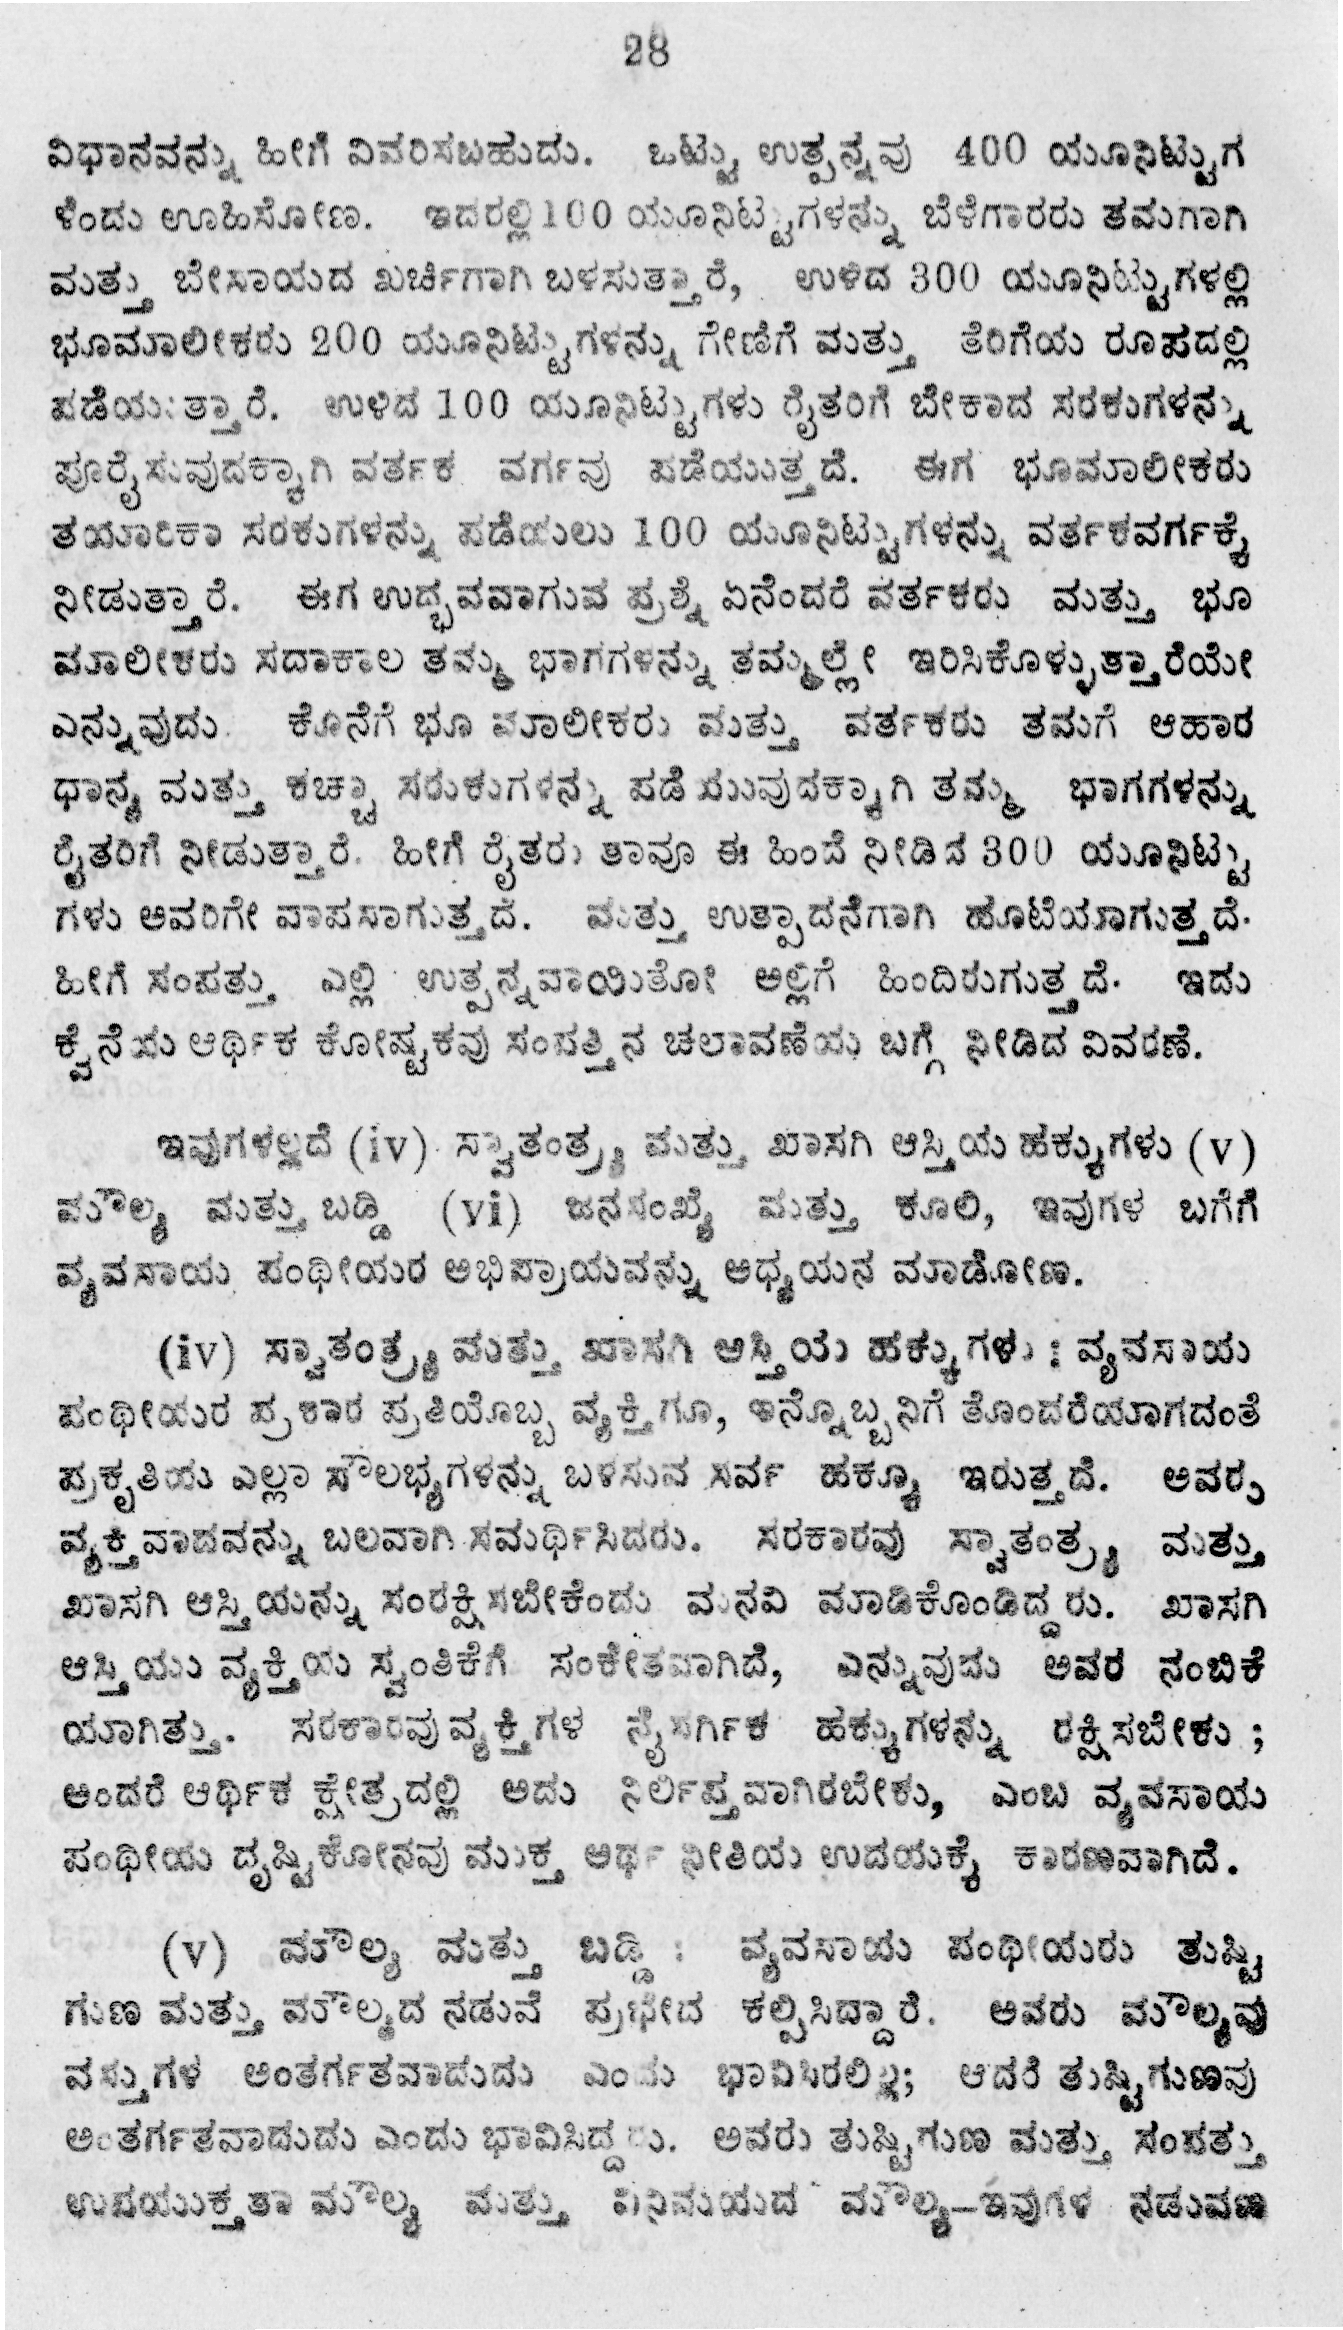 28
ವಿಧಾನವನ್ನು ಹೀಗೆ ವಿವರಿಸಬಹುದು. ಒಟ್ಟು ಉತ್ಪನ್ನವು 400 ಯೂನಿಟ್ಟುಗ
ಳೆಂದು ಊಹಿಸೋಣ. ಇದರಲ್ಲಿ 100 ಯೂನಿಟ್ಟುಗಳನ್ನು ಬೆಳೆಗಾರರು ತಮಗಾಗಿ
ಮತ್ತು ಬೇಸಾಯದ ಖರ್ಚಿಗಾಗಿ ಬಳಸುತ್ತಾರೆ, ಉಳಿದ 300 ಯೂನಿಟ್ಟುಗಳಲ್ಲಿ
ಭೂಮಾಲೀಕರು 200 ಯೂನಿಟ್ಟುಗಳನ್ನು ಗೇಣಿಗೆ ಮತ್ತು ತೆರಿಗೆಯ ರೂಪದಲ್ಲಿ
ಪಡೆಯುತ್ತಾರೆ. ಉಳಿದ 100 ಯೂನಿಟ್ಟುಗಳು ರೈತರಿಗೆ ಬೇಕಾದ ಸರಕುಗಳನ್ನು
ಪೂರೈಸುವುದಕ್ಕಾಗಿ ವರ್ತಕ ವರ್ಗವು ಪಡೆಯುತ್ತದೆ. ಈಗ ಭೂಮಾಲೀಕರು
ತಯಾರಿಕಾ ಸರಕುಗಳನ್ನು ಪಡೆಯಲು 100 ಯೂನಿಟ್ಟುಗಳನ್ನು ವರ್ತಕವರ್ಗಕ್ಕೆ
ನೀಡುತ್ತಾರೆ. ಈಗ ಉದ್ಭವವಾಗುವ ಪ್ರಶ್ನೆ ಏನೆಂದರೆ ವರ್ತಕರು ಮತ್ತು ಭೂ
ಮಾಲೀಕರು ಸದಾಕಾಲ ತಮ್ಮ ಭಾಗಗಳನ್ನು ತಮ್ಮಲ್ಲೇ ಇರಿಸಿಕೊಳ್ಳುತ್ತಾರೆಯೇ
ಎನ್ನುವುದು. ಕೊನೆಗೆ ಭೂ ಮಾಲೀಕರು ಮತ್ತು ವರ್ತಕರು ತಮಗೆ ಆಹಾರ
ಧಾನ್ಯ ಮತ್ತು ಕಚ್ಚಾ ಸರುಕುಗಳನ್ನು ಪಡೆಯುವುದಕ್ಕಾಗಿ ತಮ್ಮ ಭಾಗಗಳನ್ನು
ರೈತರಿಗೆ ನೀಡುತ್ತಾರೆ. ಹೀಗೆ ರೈತರು ತಾವೂ ಈ ಹಿಂದೆ ನೀಡಿದ 300 ಯೂನಿಟ್ಟು
ಗಳು ಅವರಿಗೇ ವಾಪಸಾಗುತ್ತದೆ. ಮತ್ತು ಉತ್ಪಾದನೆಗಾಗಿ ಹೂಟಿಯಾಗುತ್ತದೆ.
ಹೀಗೆ ಸಂಪತ್ತು ಎಲ್ಲಿ ಉತ್ಪನ್ನವಾಯಿತೋ ಅಲ್ಲಿಗೆ ಹಿಂದಿರುಗುತ್ತದೆ. ಇದು
ಕ್ವೆನೆಯ ಆರ್ಥಿಕ ಕೋಷ್ಟಕವು ಸಂಪತ್ತಿನ ಚಲಾವಣೆಯ ಬಗ್ಗೆ ನೀಡಿದ ವಿವರಣೆ.
ಇವುಗಳಲ್ಲದೆ (iv) ಸ್ವಾತಂತ್ರ್ಯ ಮತ್ತು ಖಾಸಗಿ ಆಸ್ತಿಯ ಹಕ್ಕುಗಳು (v)
ಮೌಲ್ಯ ಮತ್ತು ಬಡ್ಡಿ (vi) ಜನಸಂಖ್ಯೆ ಮತ್ತು ಕೂಲಿ, ಇವುಗಳ ಬಗೆಗೆ
ವ್ಯವಸಾಯ ಪಂಥೀಯರ ಅಭಿಪ್ರಾಯವನ್ನು ಅಧ್ಯಯನ ಮಾಡೋಣ.
(iv) ಸ್ವಾತಂತ್ರ್ಯ ಮತ್ತು ಖಾಸಗಿ ಆಸ್ತಿಯ ಹಕ್ಕುಗಳು : ವ್ಯವಸಾಯ
ಪಂಥೀಯರ ಪ್ರಕಾರ ಪ್ರತಿಯೊಬ್ಬ ವ್ಯಕ್ತಿಗೂ, ಇನ್ನೊಬ್ಬನಿಗೆ ತೊಂದರೆಯಾಗದಂತೆ
ಪ್ರಕೃತಿಯ ಎಲ್ಲಾ ಸೌಲಭ್ಯಗಳನ್ನು ಬಳಸುವ ಸರ್ವ ಹಕ್ಕೂ ಇರುತ್ತದೆ. ಅವರು
ವ್ಯಕ್ತಿವಾದವನ್ನು ಬಲವಾಗಿ ಸಮರ್ಥಿಸಿದರು. ಸರಕಾರವು ಸ್ವಾತಂತ್ರ್ಯ ಮತ್ತು
ಖಾಸಗಿ ಆಸ್ತಿಯನ್ನು ಸಂರಕ್ಷಿಸಬೇಕೆಂದು ಮನವಿ ಮಾಡಿಕೊಂಡಿದ್ದರು. ಖಾಸಗಿ
ಆಸ್ತಿಯು ವ್ಯಕ್ತಿಯ ಸ್ವಂತಿಕೆಗೆ ಸಂಕೇತವಾಗಿದೆ, ಎನ್ನುವುದು ಅವರ ನಂಬಿಕೆ
ಯಾಗಿತ್ತು. ಸರಕಾರವು ವ್ಯಕ್ತಿಗಳ ನೈಸರ್ಗಿಕ ಹಕ್ಕುಗಳನ್ನು ರಕ್ಷಿಸಬೇಕು ;
ಅಂದರೆ ಆರ್ಥಿಕ ಕ್ಷೇತ್ರದಲ್ಲಿ ಅದು ನಿರ್ಲಿಪ್ತವಾಗಿರಬೇಕು, ಎಂಬ ವ್ಯವಸಾಯ
ಪಂಥೀಯ ದೃಷ್ಟಿಕೋನವು ಮುಕ್ತ ಅರ್ಥ ನೀತಿಯ ಉದಯಕ್ಕೆ ಕಾರಣವಾಗಿದೆ.
(v) ಮೌಲ್ಯ ಮತ್ತು ಬಡ್ಡಿ : ವ್ಯವಸಾಯ ಪಂಥೀಯರು ತುಷ್ಟಿ
ಗುಣ ಮತ್ತು ಮೌಲ್ಯದ ನಡುವೆ ಪ್ರಭೇದ ಕಲ್ಪಿಸಿದ್ದಾರೆ. ಅವರು ಮೌಲ್ಯವು
ವಸ್ತುಗಳ ಅಂತರ್ಗತವಾದುದು ಎಂದು ಭಾವಿಸಿರಲಿಲ್ಲ; ಆದರೆ ತುಷ್ಟಿಗುಣವು
ಅಂತರ್ಗತವಾದುದು ಎಂದು ಭಾವಿಸಿದ್ದರು. ಅವರು ತುಷ್ಟಿಗುಣ ಮತ್ತು ಸಂಪತ್ತು
ಉಪಯುಕ್ತತಾ ಮೌಲ್ಯ ಮತ್ತು ವಿನಿಮಯದ ಮೌಲ್ಯ—ಇವುಗಳ ನಡುವಣ